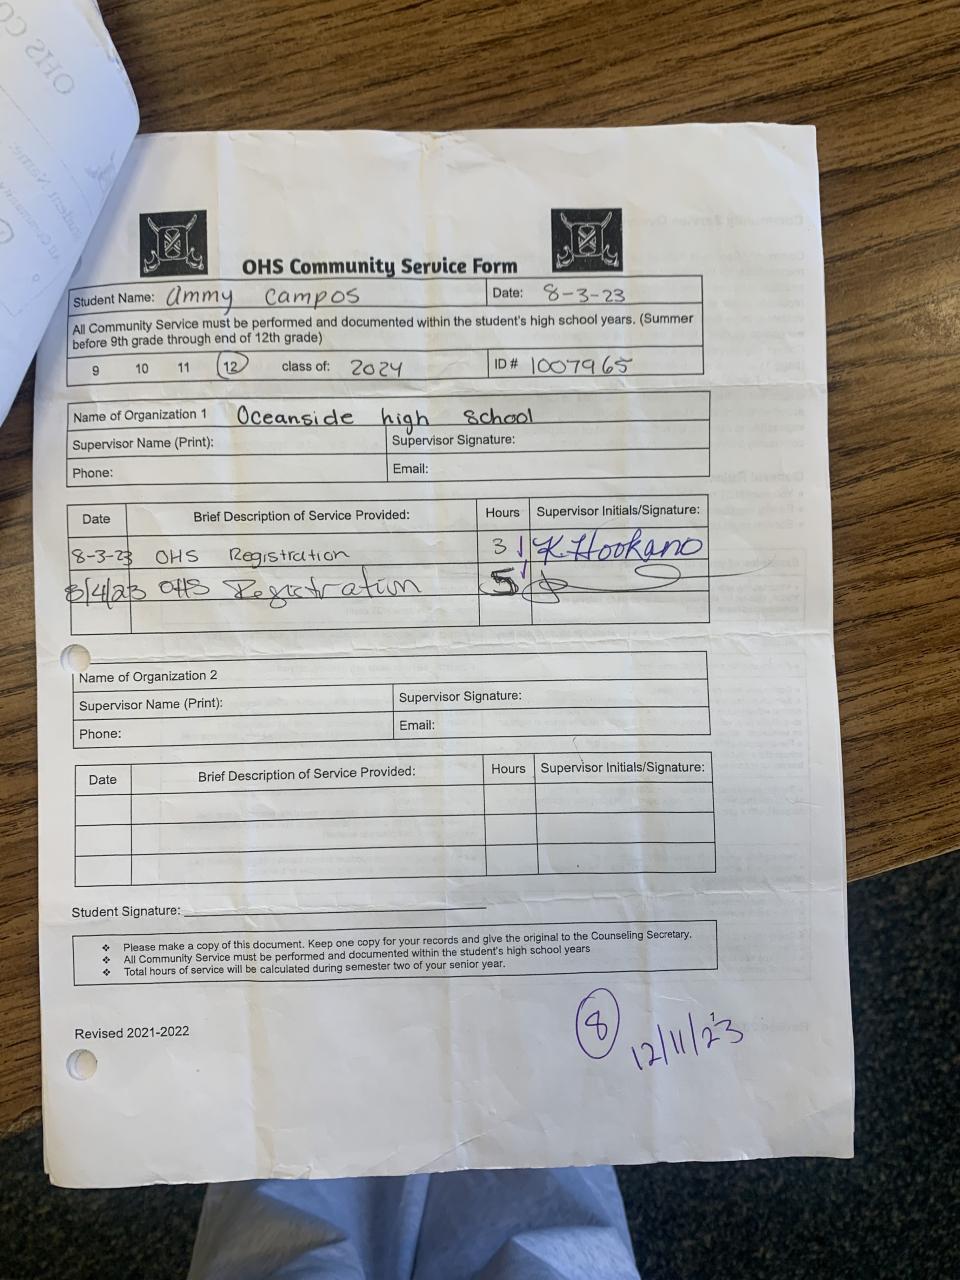 OHS CO
OHS Community Service Form
Student Name: Ammy Campos Date: 8-3-23
All Community Service must be performed and documented within the student's high school years. (Summer
before 9th grade through end of 12th grade)
9 10 11 12 class of: 2024 ID # 1007965
Name of Organization 1 Oceanside high School
Supervisor Name (Print): Supervisor Signature:
Phone: Email:
Date Brief Description of Service Provided: Hours Supervisor Initials/Signature:
8-3-23 OHS Registration 3 K Hookano
8/4/23 OHS Registration 5
Name of Organization 2
Supervisor Name (Print): Supervisor Signature:
Phone: Email:
Date Brief Description of Service Provided: Hours Supervisor Initials/Signature:
Student Signature:
❖ Please make a copy of this document. Keep one copy for your records and give the original to the Counseling Secretary.
❖ All Community Service must be performed and documented within the student's high school years
❖ Total hours of service will be calculated during semester two of your senior year.
Revised 2021-2022
8 12/11/23